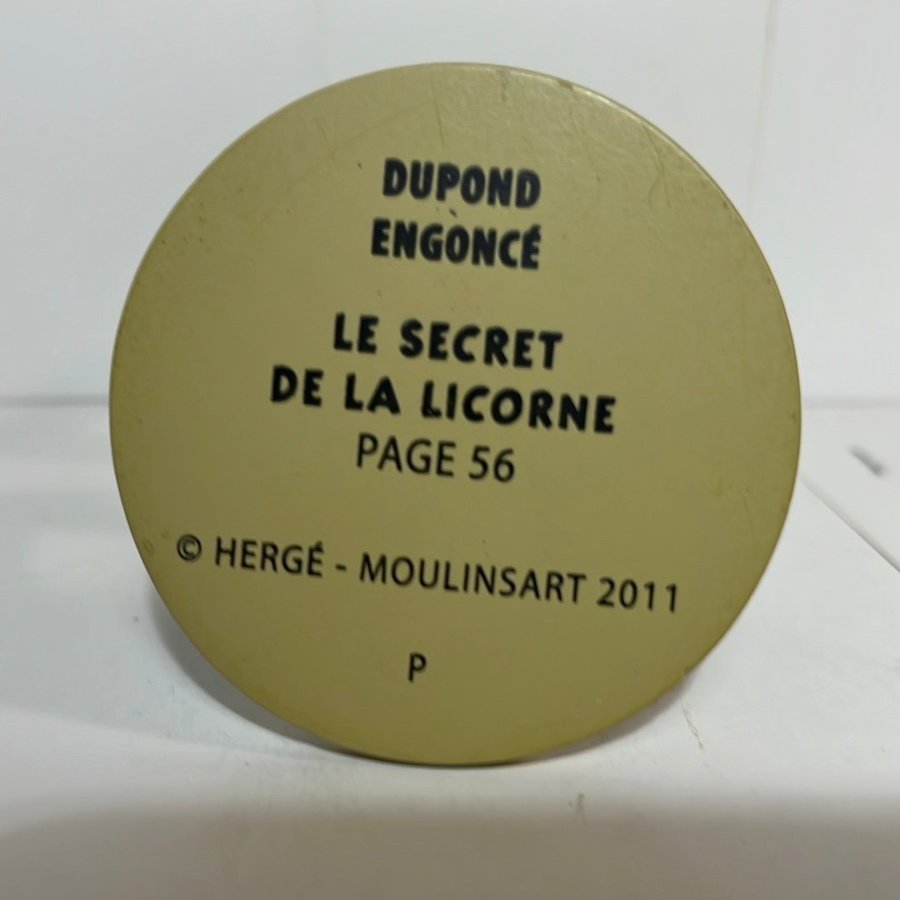 DUPOND
ENGONCÉ
LE SECRET
DE LA LICORNE
PAGE 56
© HERGÉ - MOULINSART 2011
P